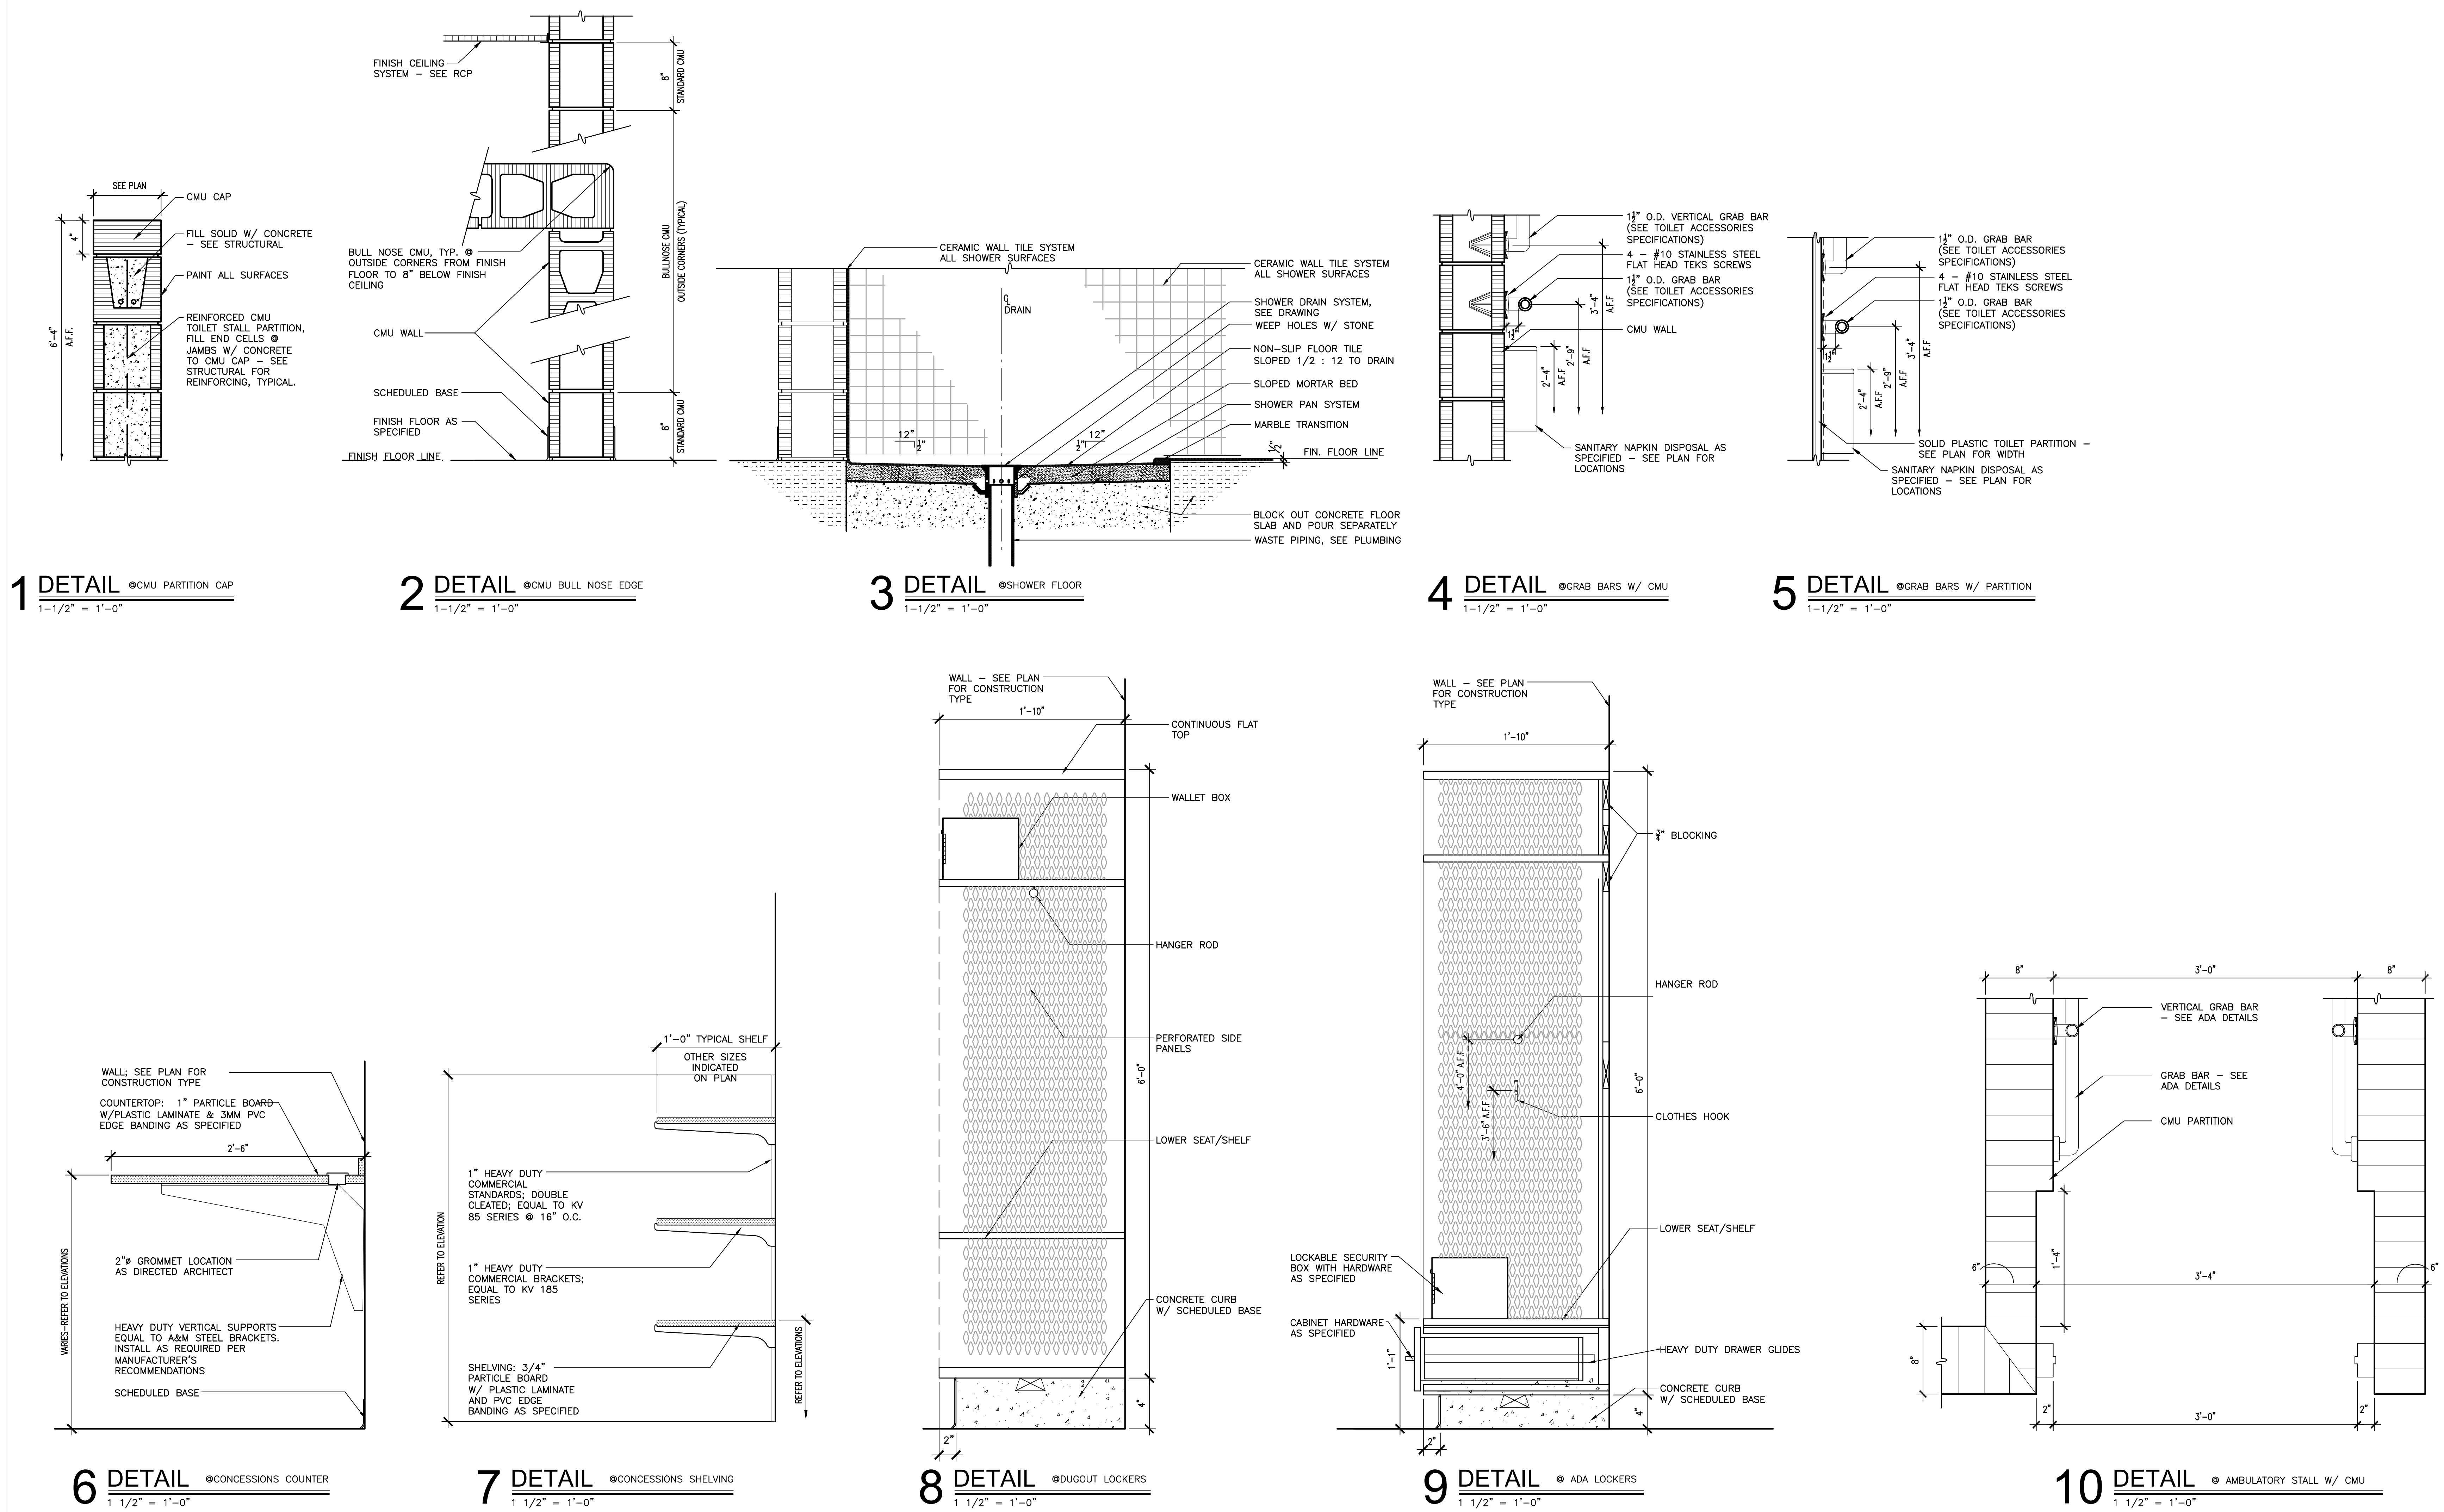 SEE PLAN
CMU CAP
4"
FILL SOLID W/ CONCRETE
– SEE STRUCTURAL
PAINT ALL SURFACES
6'-4"
A.F.F.
REINFORCED CMU
TOILET STALL PARTITION,
FILL END CELLS @
JAMBS W/ CONCRETE
TO CMU CAP – SEE
STRUCTURAL FOR
REINFORCING, TYPICAL.
1 DETAIL @CMU PARTITION CAP
1-1/2" = 1'-0"
FINISH CEILING
SYSTEM – SEE RCP
8"
STANDARD CMU
BULL NOSE CMU, TYP. @
OUTSIDE CORNERS FROM FINISH
FLOOR TO 8" BELOW FINISH
CEILING
BULLNOSE CMU
OUTSIDE CORNERS (TYPICAL)
CMU WALL
SCHEDULED BASE
FINISH FLOOR AS
SPECIFIED
8"
STANDARD CMU
FINISH FLOOR LINE
2 DETAIL @CMU BULL NOSE EDGE
1-1/2" = 1'-0"
CERAMIC WALL TILE SYSTEM
ALL SHOWER SURFACES
CERAMIC WALL TILE SYSTEM
ALL SHOWER SURFACES
℄
DRAIN
SHOWER DRAIN SYSTEM,
SEE DRAWING
WEEP HOLES W/ STONE
NON-SLIP FLOOR TILE
SLOPED 1/2 : 12 TO DRAIN
SLOPED MORTAR BED
SHOWER PAN SYSTEM
MARBLE TRANSITION
12"
½"
12"
½"
1/2"
FIN. FLOOR LINE
BLOCK OUT CONCRETE FLOOR
SLAB AND POUR SEPARATELY
WASTE PIPING, SEE PLUMBING
3 DETAIL @SHOWER FLOOR
1-1/2" = 1'-0"
1½" O.D. VERTICAL GRAB BAR
(SEE TOILET ACCESSORIES
SPECIFICATIONS)
4 – #10 STAINLESS STEEL
FLAT HEAD TEKS SCREWS
1½" O.D. GRAB BAR
(SEE TOILET ACCESSORIES
SPECIFICATIONS)
CMU WALL
1½"
2'-4"
A.F.F
2'-9"
A.F.F
3'-4"
A.F.F
SANITARY NAPKIN DISPOSAL AS
SPECIFIED – SEE PLAN FOR
LOCATIONS
4 DETAIL @GRAB BARS W/ CMU
1-1/2" = 1'-0"
1½" O.D. GRAB BAR
(SEE TOILET ACCESSORIES
SPECIFICATIONS)
4 – #10 STAINLESS STEEL
FLAT HEAD TEKS SCREWS
1½" O.D. GRAB BAR
(SEE TOILET ACCESSORIES
SPECIFICATIONS)
1½"
2'-4"
A.F.F
2'-9"
A.F.F
3'-4"
A.F.F
SOLID PLASTIC TOILET PARTITION –
SEE PLAN FOR WIDTH
SANITARY NAPKIN DISPOSAL AS
SPECIFIED – SEE PLAN FOR
LOCATIONS
5 DETAIL @GRAB BARS W/ PARTITION
1-1/2" = 1'-0"
WALL; SEE PLAN FOR
CONSTRUCTION TYPE
COUNTERTOP: 1" PARTICLE BOARD
W/PLASTIC LAMINATE & 3MM PVC
EDGE BANDING AS SPECIFIED
2'-6"
VARIES-REFER TO ELEVATIONS
2"ø GROMMET LOCATION
AS DIRECTED ARCHITECT
HEAVY DUTY VERTICAL SUPPORTS
EQUAL TO A&M STEEL BRACKETS.
INSTALL AS REQUIRED PER
MANUFACTURER'S
RECOMMENDATIONS
SCHEDULED BASE
6 DETAIL @CONCESSIONS COUNTER
1 1/2" = 1'-0"
1'-0" TYPICAL SHELF
OTHER SIZES
INDICATED
ON PLAN
REFER TO ELEVATION
1" HEAVY DUTY
COMMERCIAL
STANDARDS; DOUBLE
CLEATED; EQUAL TO KV
85 SERIES @ 16" O.C.
1" HEAVY DUTY
COMMERCIAL BRACKETS;
EQUAL TO KV 185
SERIES
SHELVING: 3/4"
PARTICLE BOARD
W/ PLASTIC LAMINATE
AND PVC EDGE
BANDING AS SPECIFIED
REFER TO ELEVATIONS
7 DETAIL @CONCESSIONS SHELVING
1 1/2" = 1'-0"
WALL – SEE PLAN
FOR CONSTRUCTION
TYPE
1'-10"
CONTINUOUS FLAT
TOP
WALLET BOX
HANGER ROD
PERFORATED SIDE
PANELS
6'-0"
LOWER SEAT/SHELF
CONCRETE CURB
W/ SCHEDULED BASE
4"
2"
8 DETAIL @DUGOUT LOCKERS
1 1/2" = 1'-0"
WALL – SEE PLAN
FOR CONSTRUCTION
TYPE
1'-10"
¾" BLOCKING
HANGER ROD
4'-0" A.F.F
3'-6" A.F.F
6'-0"
CLOTHES HOOK
LOWER SEAT/SHELF
LOCKABLE SECURITY
BOX WITH HARDWARE
AS SPECIFIED
CABINET HARDWARE
AS SPECIFIED
1'-1"
HEAVY DUTY DRAWER GLIDES
CONCRETE CURB
W/ SCHEDULED BASE
4"
2"
9 DETAIL @ ADA LOCKERS
1 1/2" = 1'-0"
8"
3'-0"
8"
VERTICAL GRAB BAR
– SEE ADA DETAILS
GRAB BAR – SEE
ADA DETAILS
CMU PARTITION
1'-4"
6"
3'-4"
6"
8"
2"
3'-0"
2"
10 DETAIL @ AMBULATORY STALL W/ CMU
1 1/2" = 1'-0"